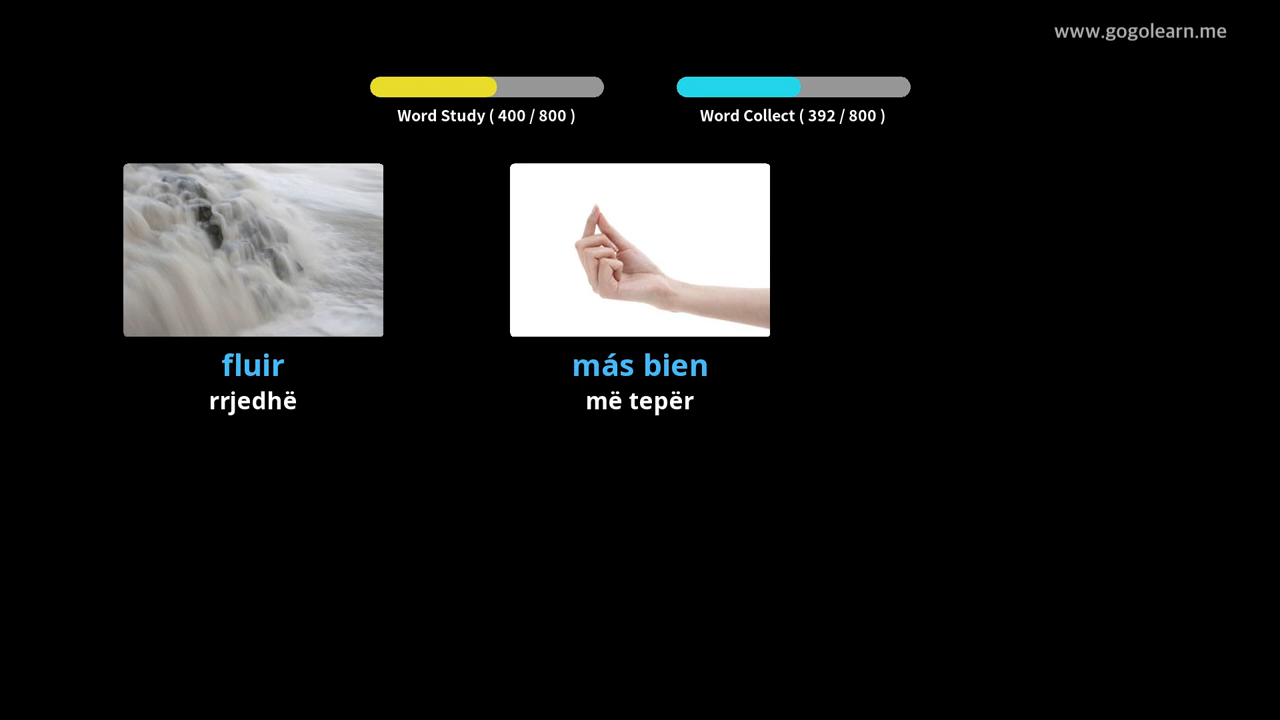 www.gogolearn.me
Word Study ( 400 / 800 )
Word Collect ( 392 / 800 )
fluir
rrjedhë
más bien
më tepër